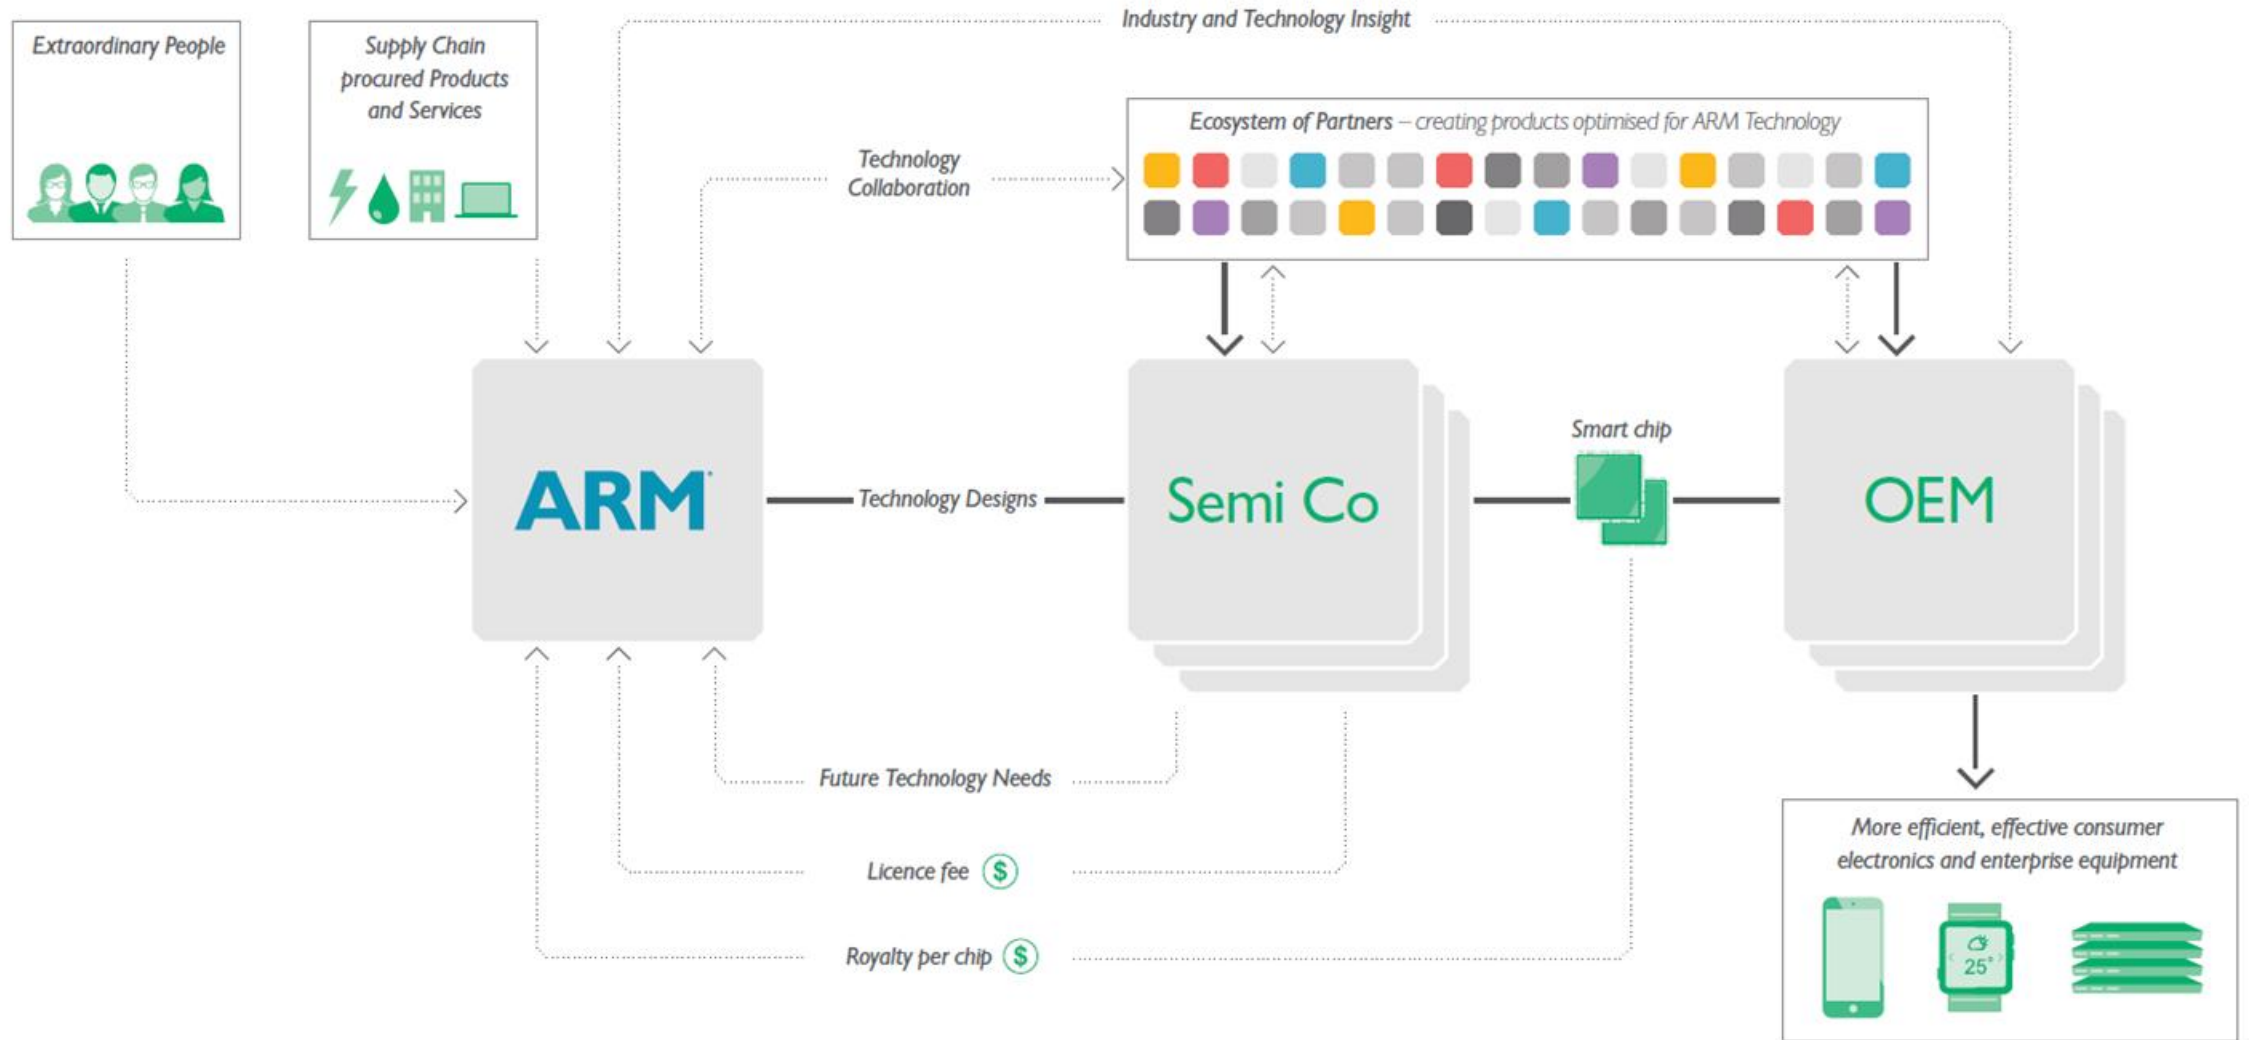 Industry and Technology Insight
Extraordinary People
Supply Chain
procured Products
and Services
Ecosystem of Partners – creating products optimised for ARM Technology
Technology
Collaboration
Smart chip
ARM
Technology Designs
Semi Co
OEM
Future Technology Needs
Licence fee $
Royalty per chip $
More efficient, effective consumer
electronics and enterprise equipment
25°